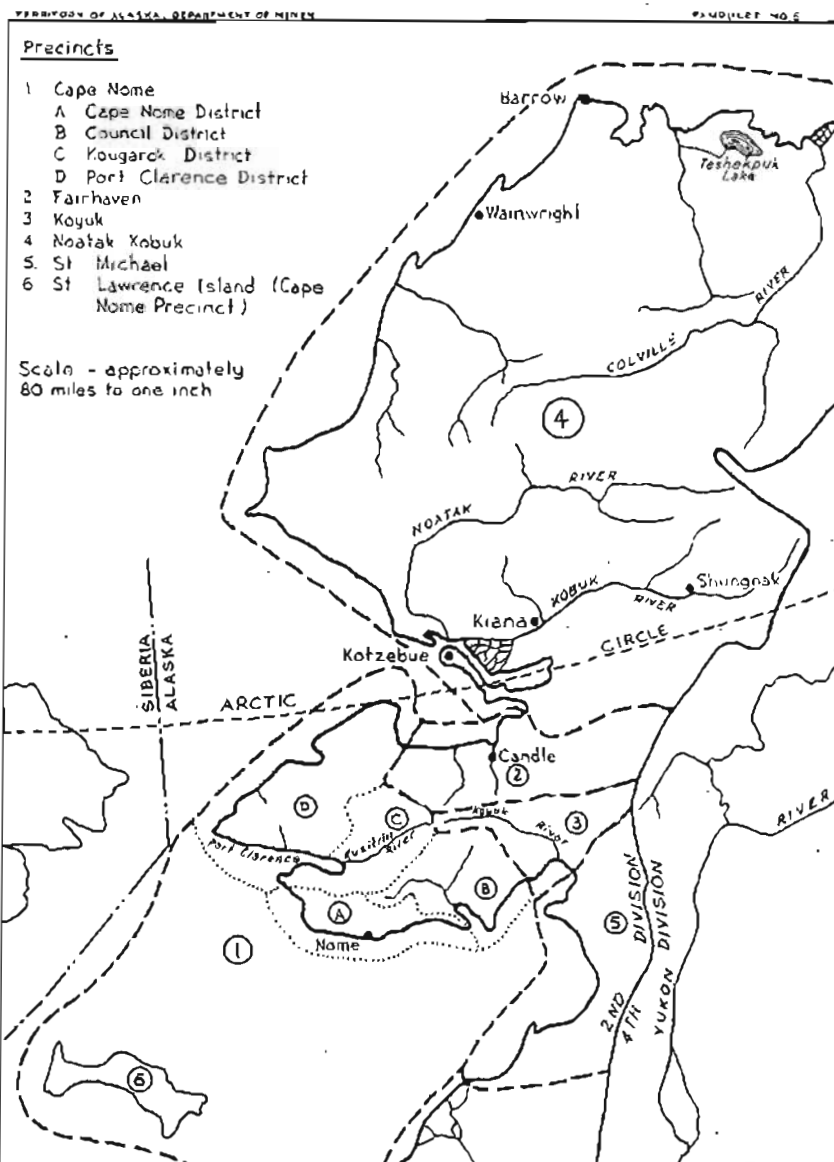 TERRITORY OF ALASKA, DEPARTMENT OF MINES
PAMPHLET NO 5
Precincts
1 Cape Nome
A Cape Nome District
B Council District
C Kougarok District
D Port Clarence District
2 Fairhaven
3 Koyuk
4 Noatak Kobuk
5. St Michael
6 St Lawrence Island (Cape
Nome Precinct)
Scale - approximately
80 miles to one inch
Barrow
Teshekpuk
Lake
Wainwright
RIVER
COLVILLE
4
RIVER
NOATAK
Shungnak
KOBUK
RIVER
Kiana
CIRCLE
Kotzebue
SIBERIA
ALASKA
ARCTIC
Candle
2
D
C
3
RIVER
Port Clarence
Kuzitrin
River
River
B
A
Nome
1
5
DIVISION
DIVISION
2ND
4TH
YUKON
6